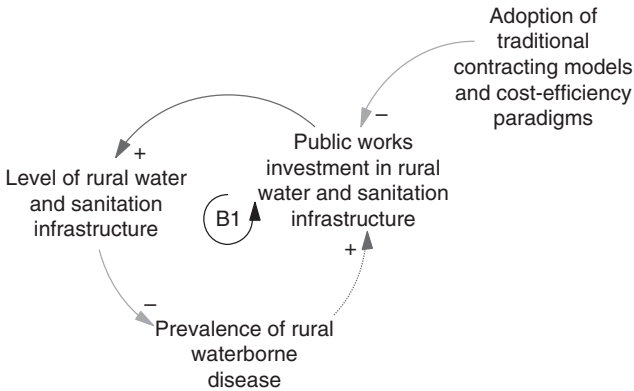 Adoption of
traditional
contracting models
and cost-efficiency
paradigms
–
Public works
investment in rural
water and sanitation
infrastructure
+
Level of rural water
and sanitation
infrastructure
B1
+
–
Prevalence of rural
waterborne
disease